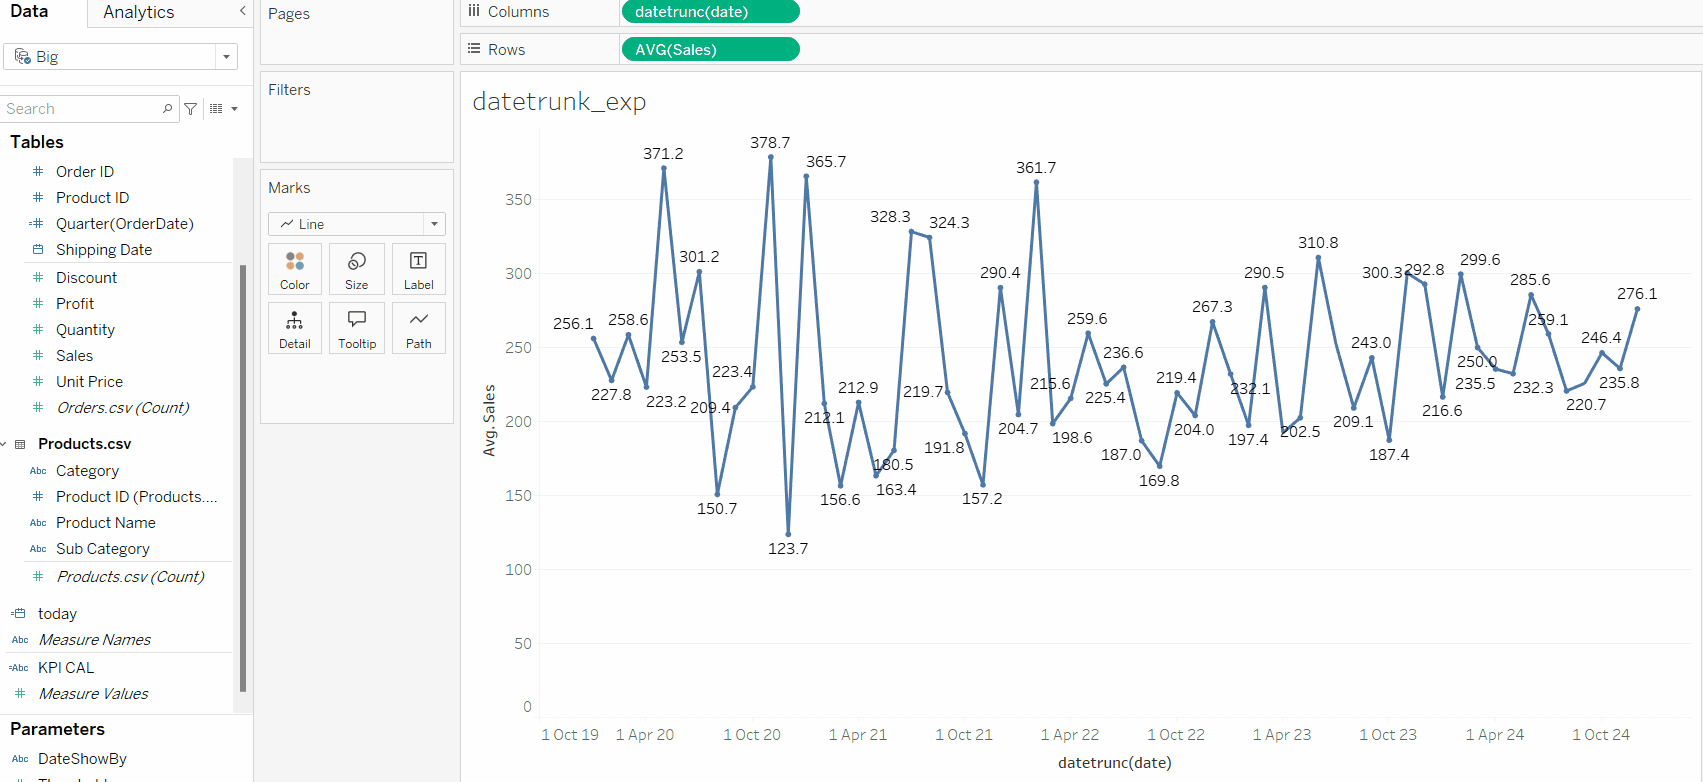 Data
Analytics
Big
Search
Tables
Order ID
Product ID
Quarter(OrderDate)
Shipping Date
Discount
Profit
Quantity
Sales
Unit Price
Orders.csv (Count)
Products.csv
Abc Category
Product ID (Products....
Abc Product Name
Abc Sub Category
Products.csv (Count)
today
Abc Measure Names
=Abc KPI CAL
Measure Values
Parameters
Abc DateShowBy
Pages
Filters
Marks
Line
Color
Size
Label
Detail
Tooltip
Path
Columns
datetrunc(date)
Rows
AVG(Sales)
datetrunk_exp
Avg. Sales
350
300
250
200
150
100
50
0
256.1
227.8
258.6
223.2
371.2
253.5
301.2
150.7
209.4
223.4
378.7
123.7
365.7
212.1
156.6
212.9
163.4
180.5
328.3
324.3
219.7
191.8
157.2
290.4
204.7
361.7
198.6
215.6
259.6
225.4
236.6
187.0
169.8
219.4
204.0
267.3
232.1
197.4
290.5
202.5
310.8
209.1
243.0
187.4
300.3
292.8
216.6
299.6
250.0
235.5
232.3
285.6
259.1
220.7
246.4
235.8
276.1
1 Oct 19
1 Apr 20
1 Oct 20
1 Apr 21
1 Oct 21
1 Apr 22
1 Oct 22
1 Apr 23
1 Oct 23
1 Apr 24
1 Oct 24
datetrunc(date)